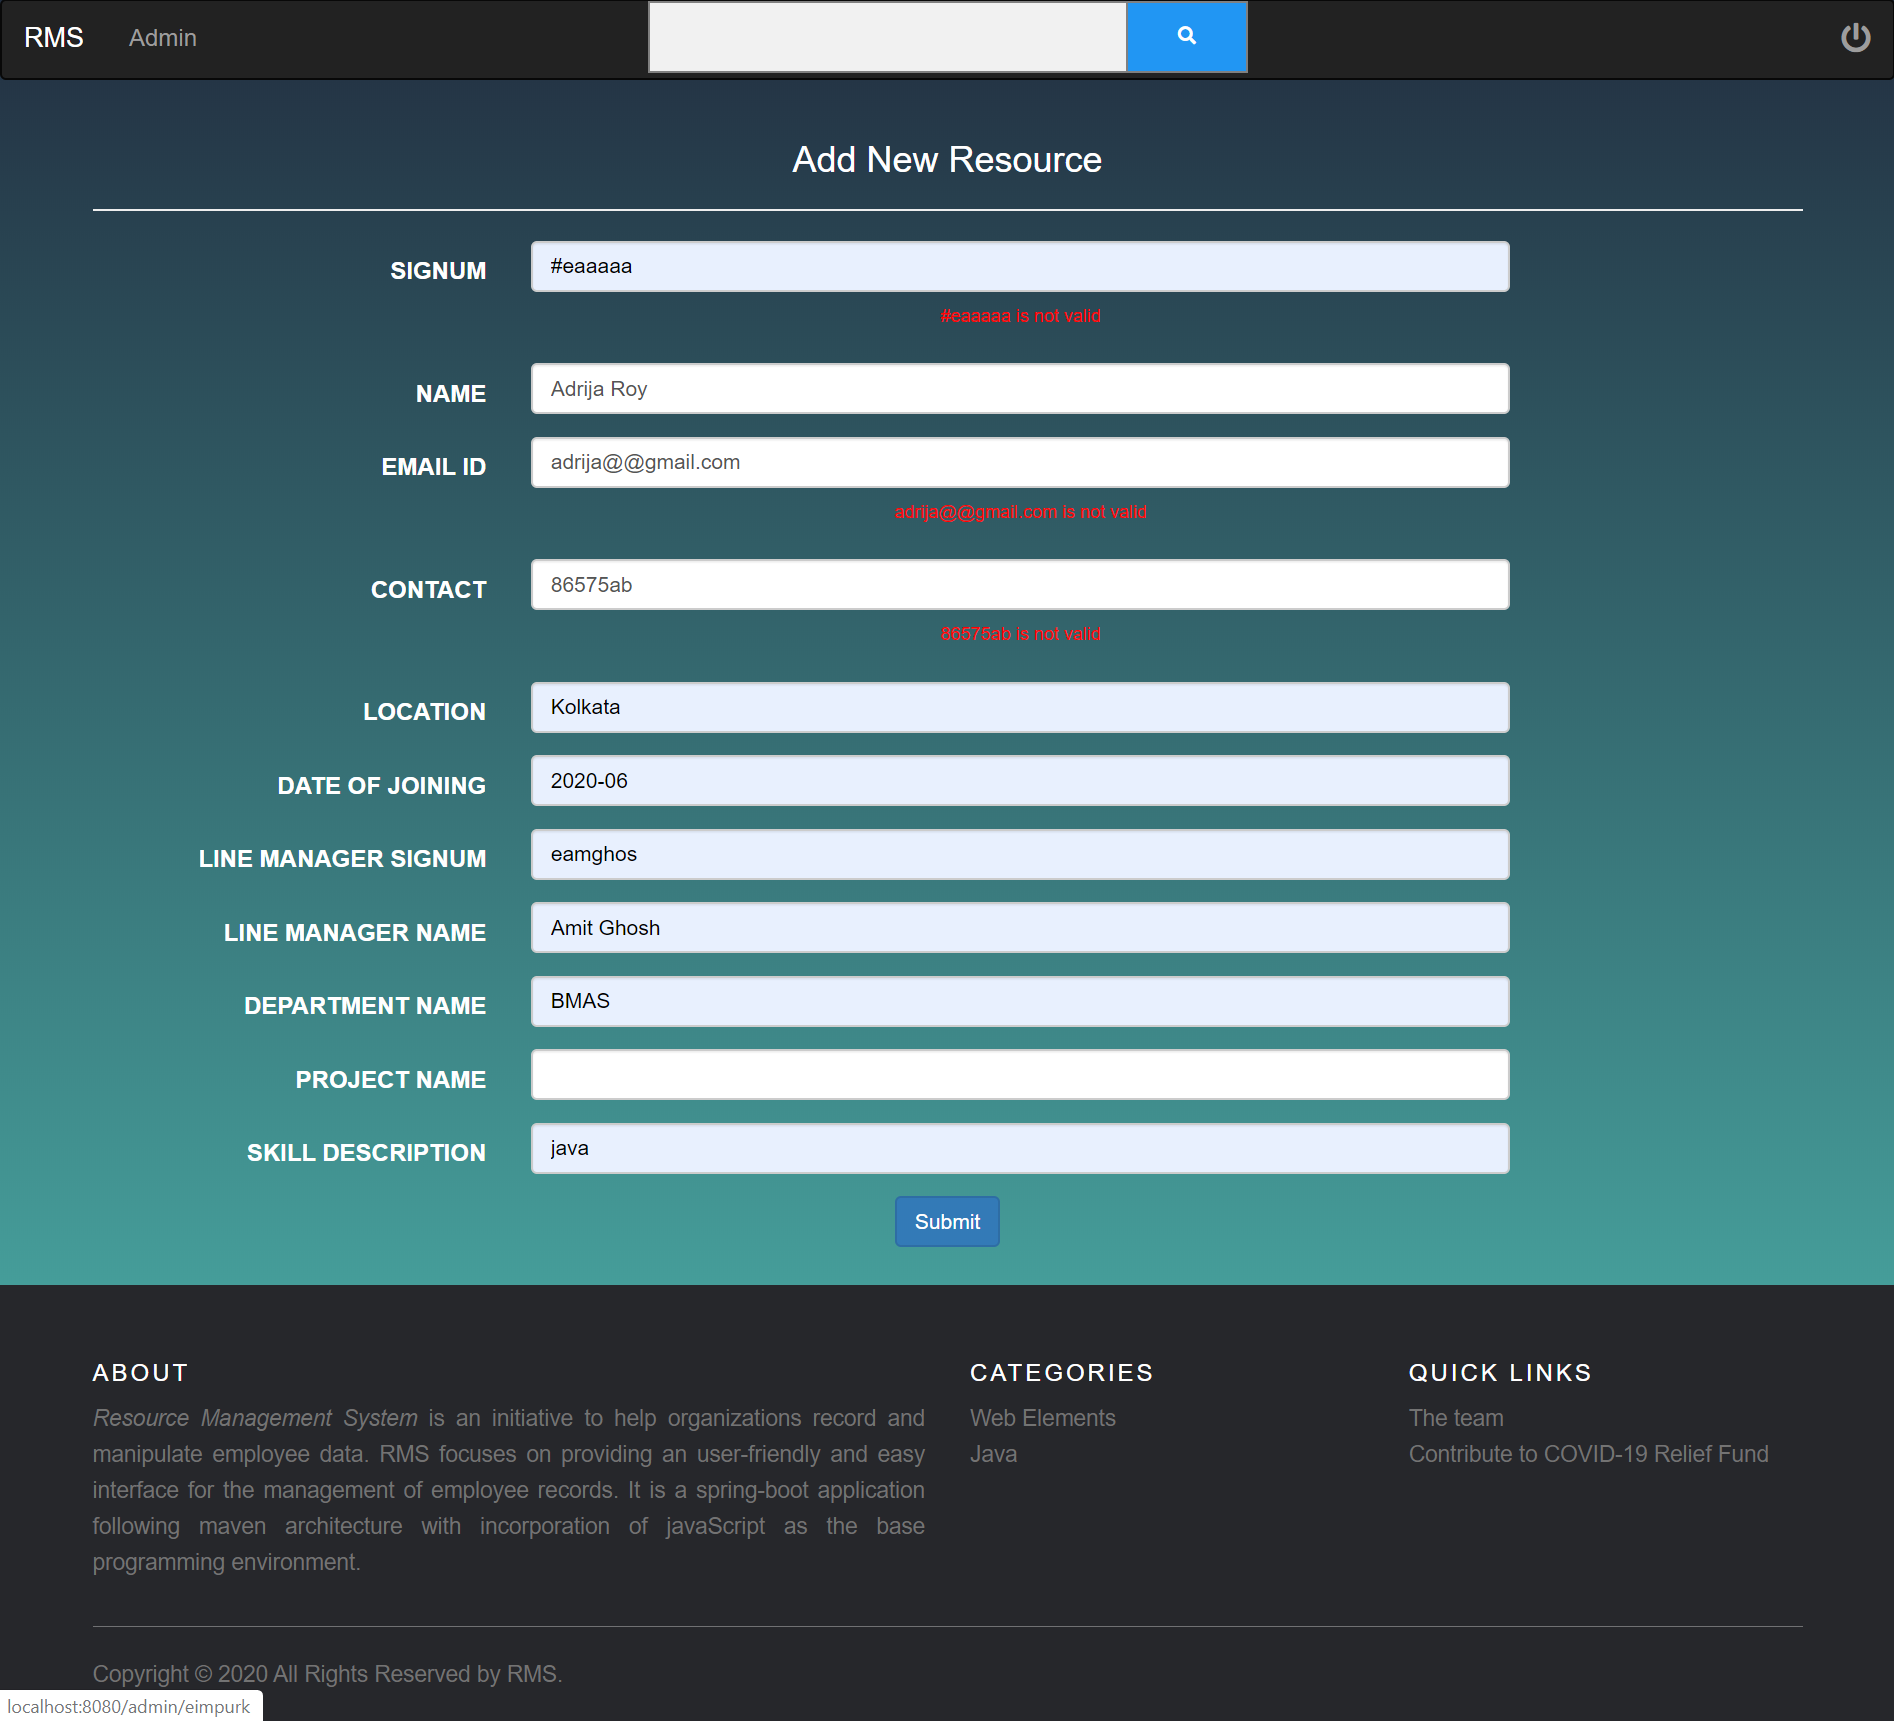 RMS
Admin
Add New Resource
SIGNUM
#eaaaaa
#eaaaaa is not valid
NAME
Adrija Roy
EMAIL ID
adrija@@gmail.com
adrija@@gmail.com is not valid
CONTACT
86575ab
86575ab is not valid
LOCATION
Kolkata
DATE OF JOINING
2020-06
LINE MANAGER SIGNUM
eamghos
LINE MANAGER NAME
Amit Ghosh
DEPARTMENT NAME
BMAS
PROJECT NAME
SKILL DESCRIPTION
java
Submit
ABOUT
Resource Management System is an initiative to help organizations record and
manipulate employee data. RMS focuses on providing an user-friendly and easy
interface for the management of employee records. It is a spring-boot application
following maven architecture with incorporation of javaScript as the base
programming environment.
CATEGORIES
Web Elements
Java
QUICK LINKS
The team
Contribute to COVID-19 Relief Fund
Copyright © 2020 All Rights Reserved by RMS.
localhost:8080/admin/eimpurk